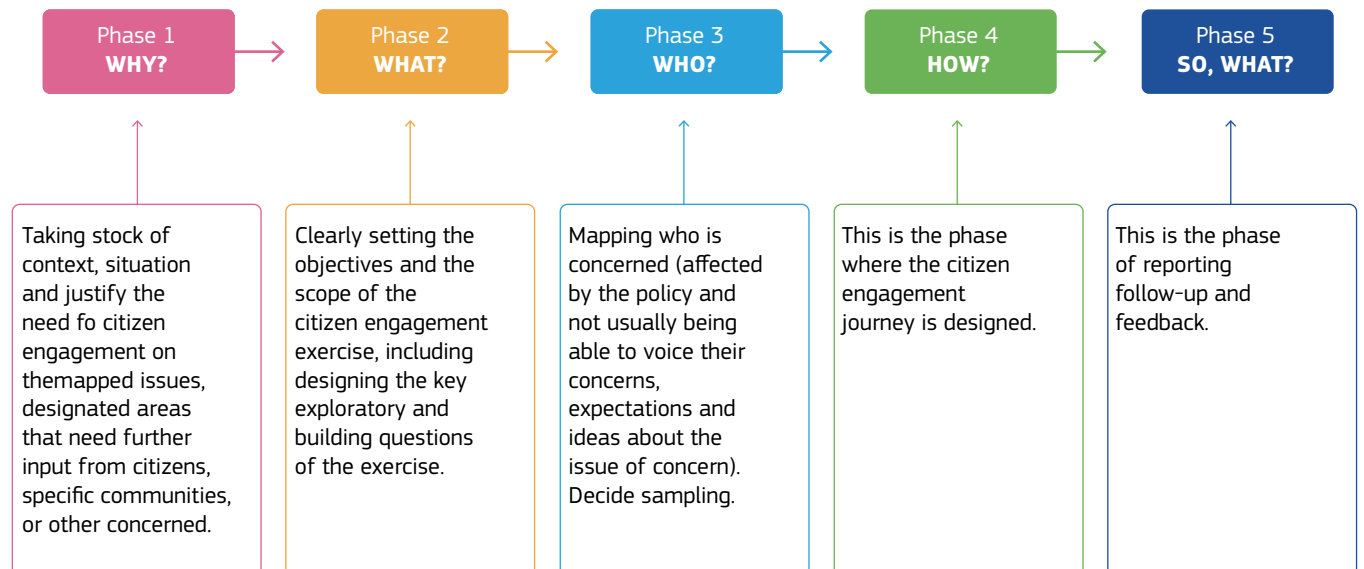 Phase 1
WHY?
Phase 2
WHAT?
Phase 3
WHO?
Phase 4
HOW?
Phase 5
SO, WHAT?
Taking stock of
context, situation
and justify the
need fo citizen
engagement on
themapped issues,
designated areas
that need further
input from citizens,
specific communities,
or other concerned.
Clearly setting the
objectives and the
scope of the
citizen engagement
exercise, including
designing the key
exploratory and
building questions
of the exercise.
Mapping who is
concerned (affected
by the policy and
not usually being
able to voice their
concerns,
expectations and
ideas about the
issue of concern).
Decide sampling.
This is the phase
where the citizen
engagement
journey is designed.
This is the phase
of reporting
follow-up and
feedback.